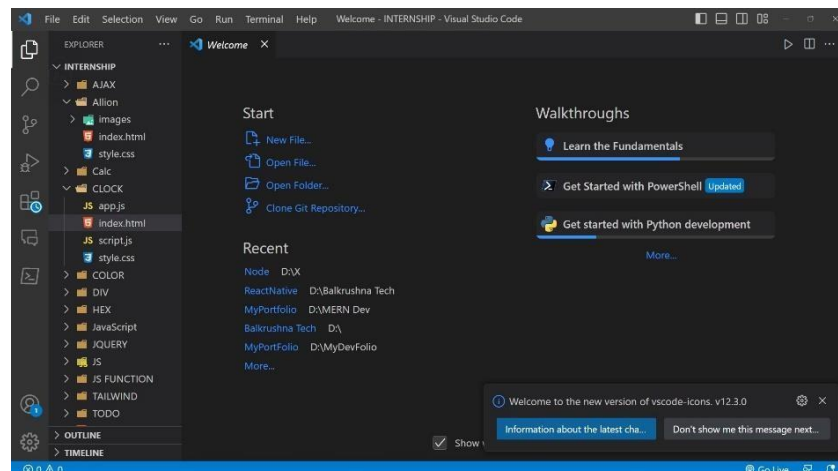 File Edit Selection View Go Run Terminal Help Welcome - INTERNSHIP - Visual Studio Code
EXPLORER
INTERNSHIP
AJAX
Allion
images
index.html
style.css
Calc
CLOCK
JS app.js
index.html
JS script.js
style.css
COLOR
DIV
HEX
JavaScript
JQUERY
JS
JS FUNCTION
TAILWIND
TODO
OUTLINE
TIMELINE
Welcome
Start
New File...
Open File...
Open Folder...
Clone Git Repository...
Recent
Node D:\X
ReactNative D:\Balkrushna Tech
MyPortfolio D:\MERN Dev
Balkrushna Tech D:\
MyPortFolio D:\MyDevFolio
More...
Walkthroughs
Learn the Fundamentals
Get Started with PowerShell Updated
Get started with Python development
More...
Show
Welcome to the new version of vscode-icons. v12.3.0
Information about the latest cha... Don't show me this message next...
0 0
Go Live
1